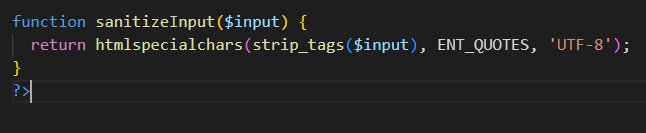 function sanitizeInput($input) {
  return htmlspecialchars(strip_tags($input), ENT_QUOTES, 'UTF-8');
}
?>